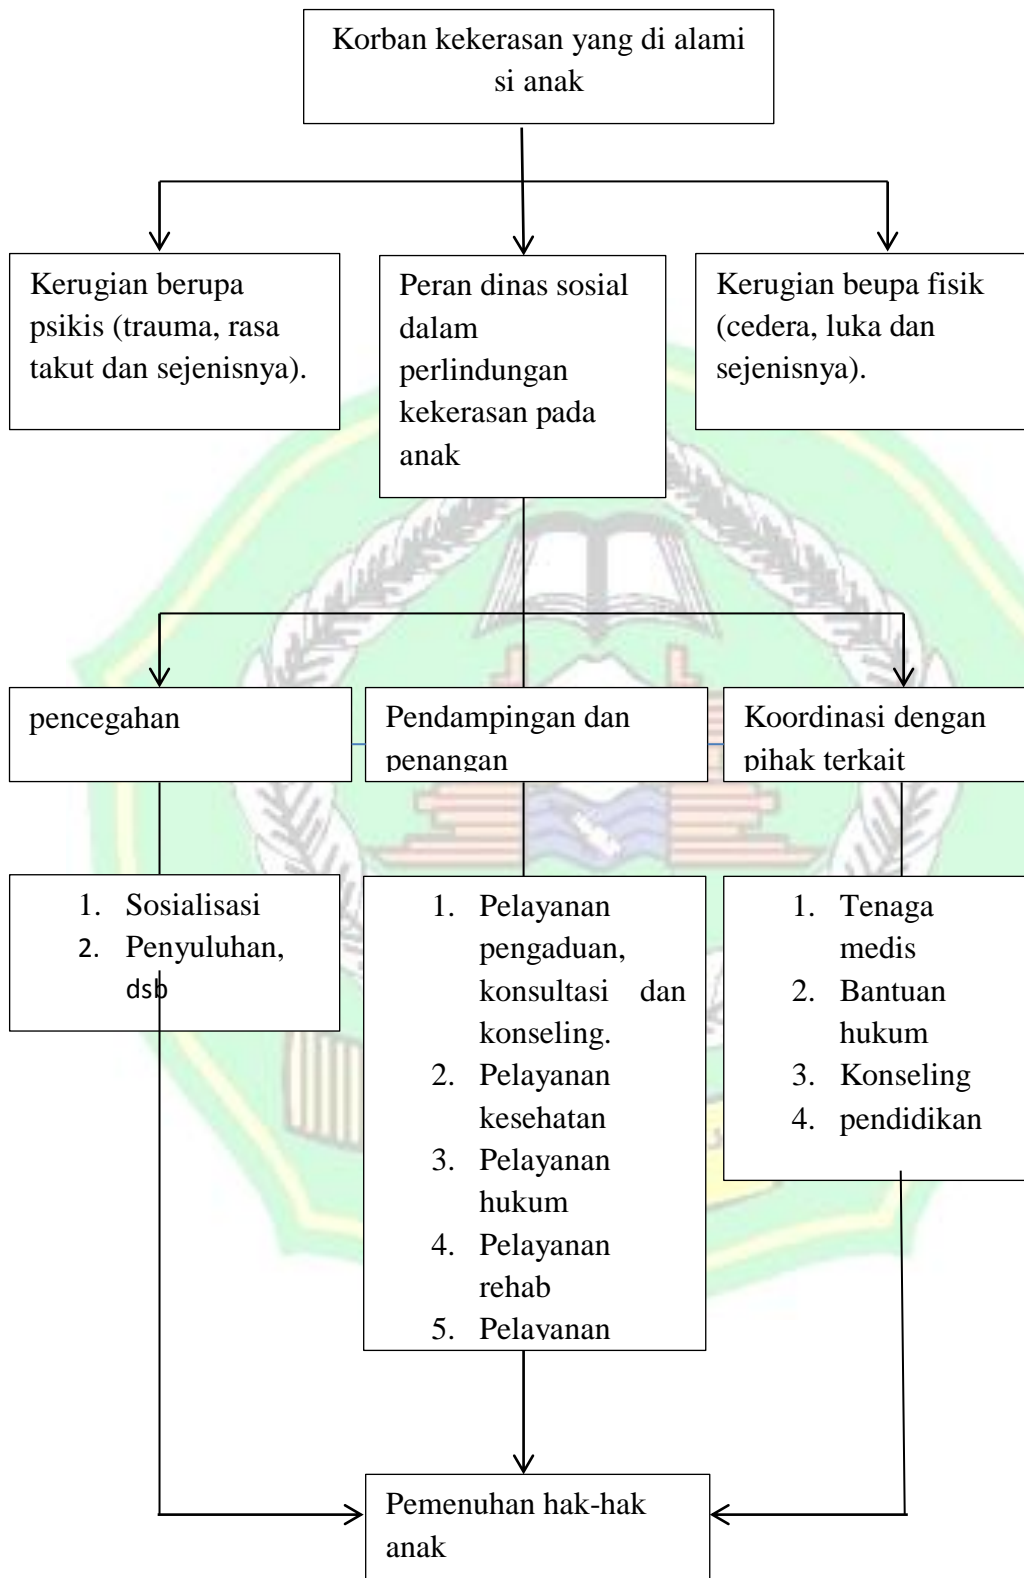 Korban kekerasan yang di alami
si anak
Kerugian berupa
psikis (trauma, rasa
takut dan sejenisnya).
Peran dinas sosial
dalam
perlindungan
kekerasan pada
anak
Kerugian beupa fisik
(cedera, luka dan
sejenisnya).
pencegahan
Pendampingan dan
penangan
Koordinasi dengan
pihak terkait
1. Sosialisasi
2. Penyuluhan,
dsb
1. Pelayanan
pengaduan,
konsultasi dan
konseling.
2. Pelayanan
kesehatan
3. Pelayanan
hukum
4. Pelayanan
rehab
5. Pelayanan
1. Tenaga
medis
2. Bantuan
hukum
3. Konseling
4. pendidikan
Pemenuhan hak-hak
anak